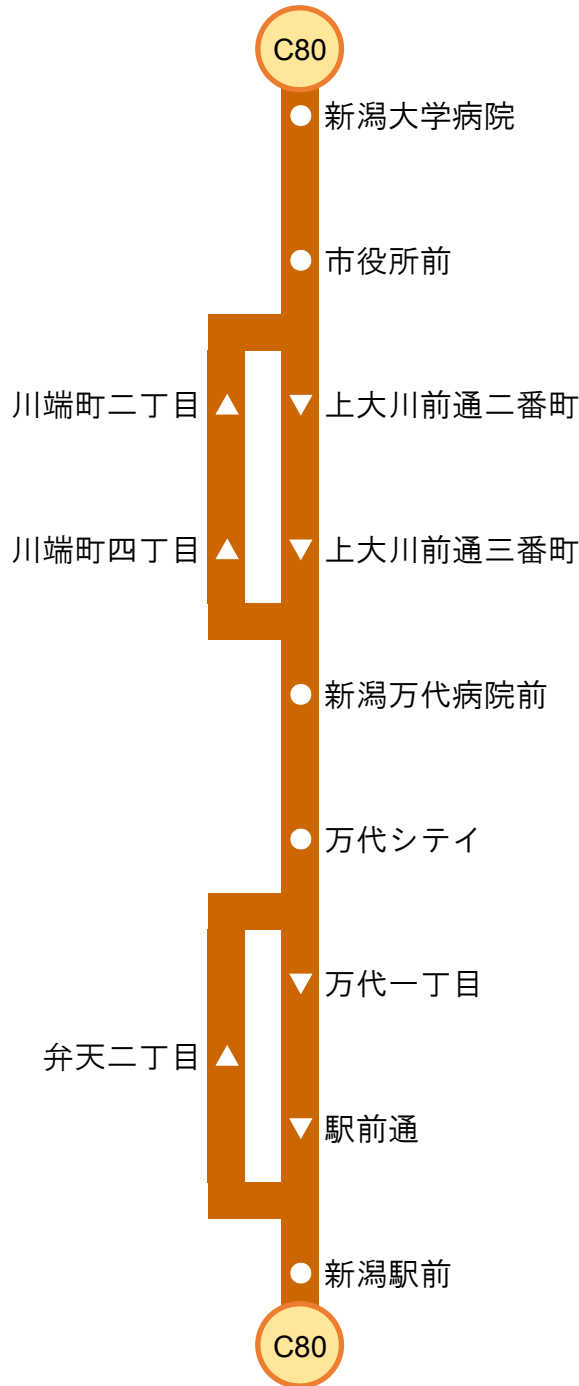 C80
新潟大学病院
市役所前
川端町二丁目
上大川前通二番町
川端町四丁目
上大川前通三番町
新潟万代病院前
万代シテイ
万代一丁目
弁天二丁目
駅前通
新潟駅前
C80